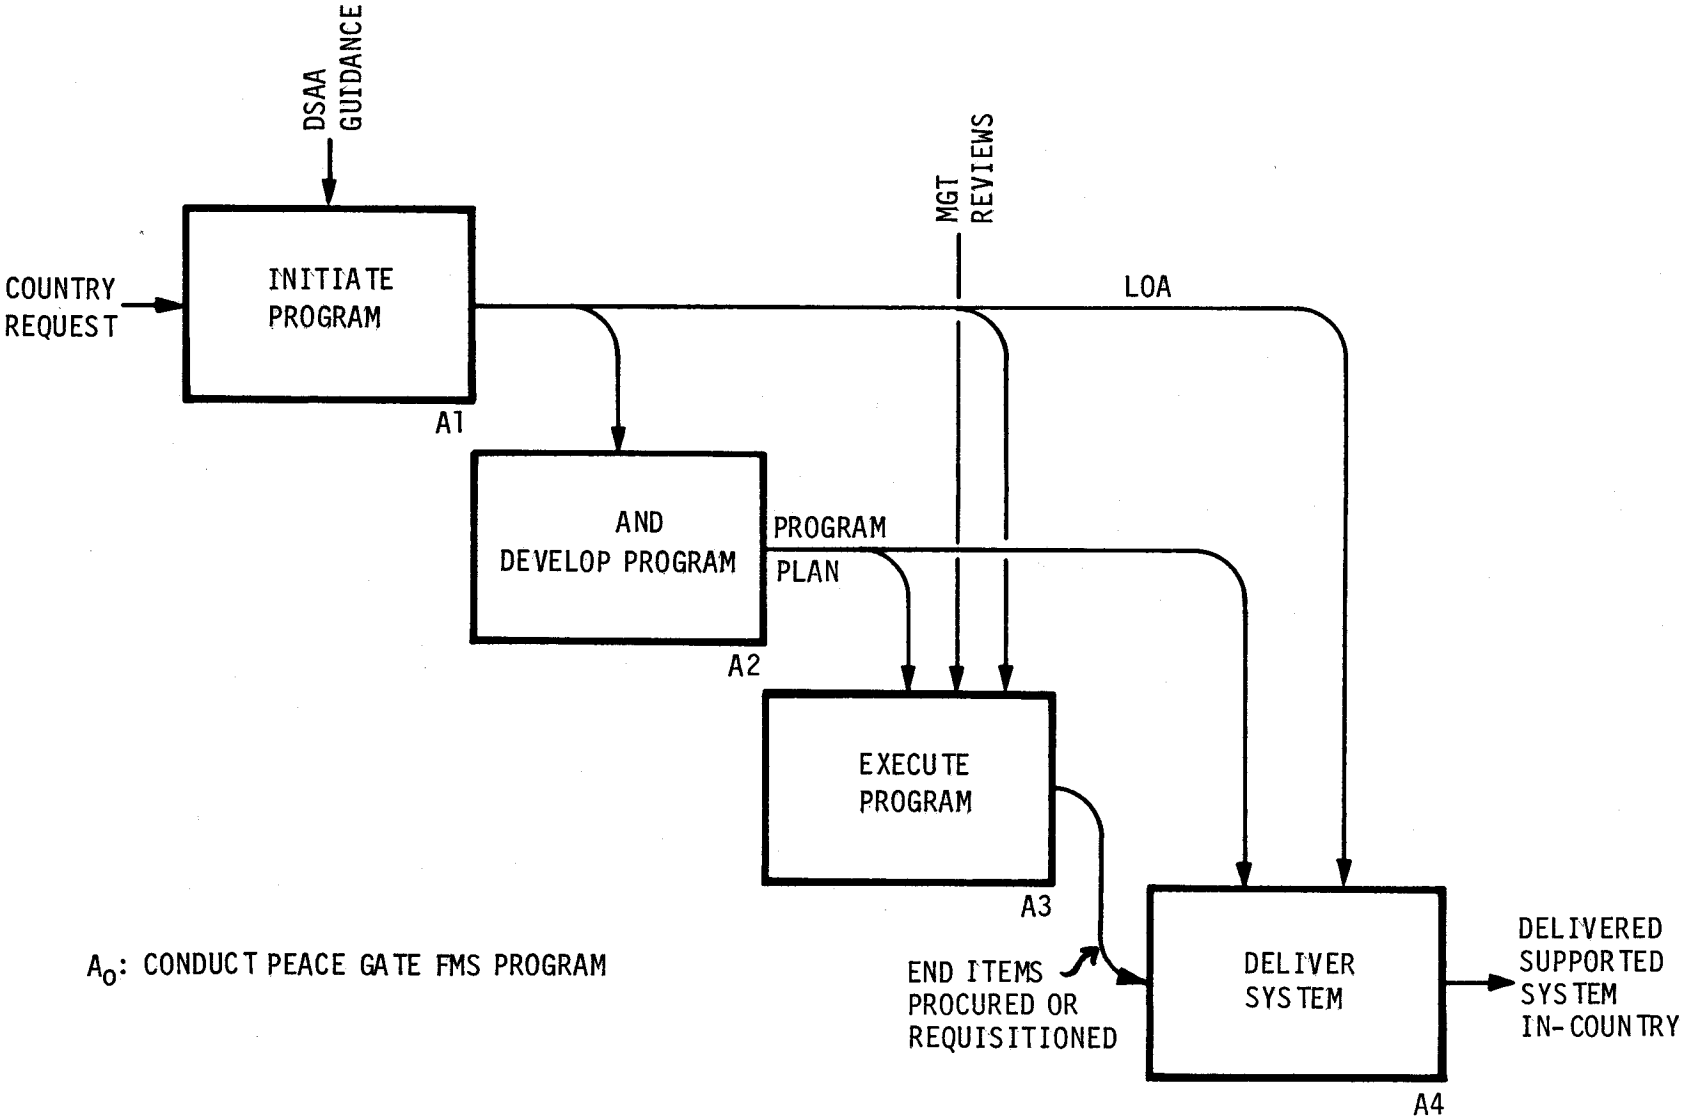 DSAA
GUIDANCE
MGT
REVIEWS
COUNTRY
REQUEST
INITIATE
PROGRAM
A1
LOA
AND
DEVELOP PROGRAM
A2
PROGRAM
PLAN
EXECUTE
PROGRAM
A3
A0: CONDUCT PEACE GATE FMS PROGRAM
END ITEMS
PROCURED OR
REQUISITIONED
DELIVER
SYSTEM
A4
DELIVERED
SUPPORTED
SYSTEM
IN-COUNTRY